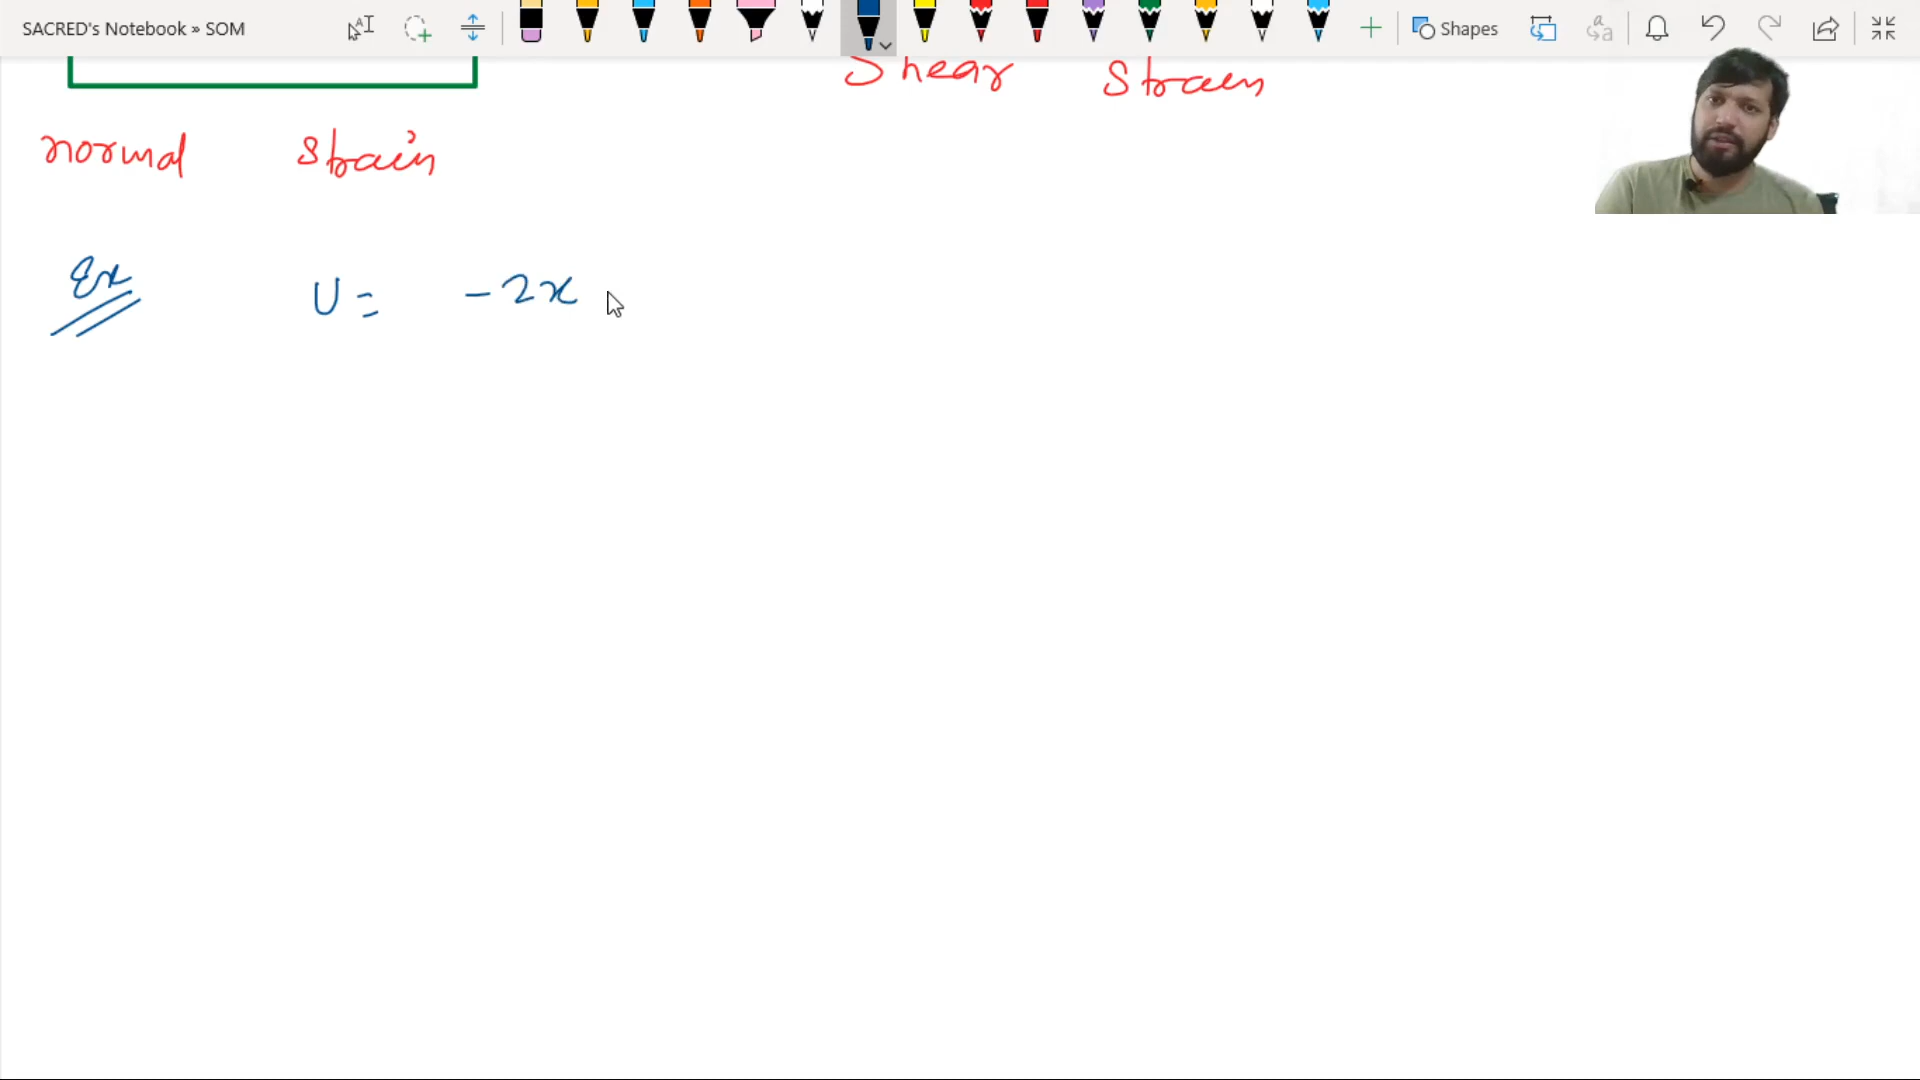 SACRED's Notebook » SOM
Shapes
Shear Strain
normal Strain
Ex U = - 2x